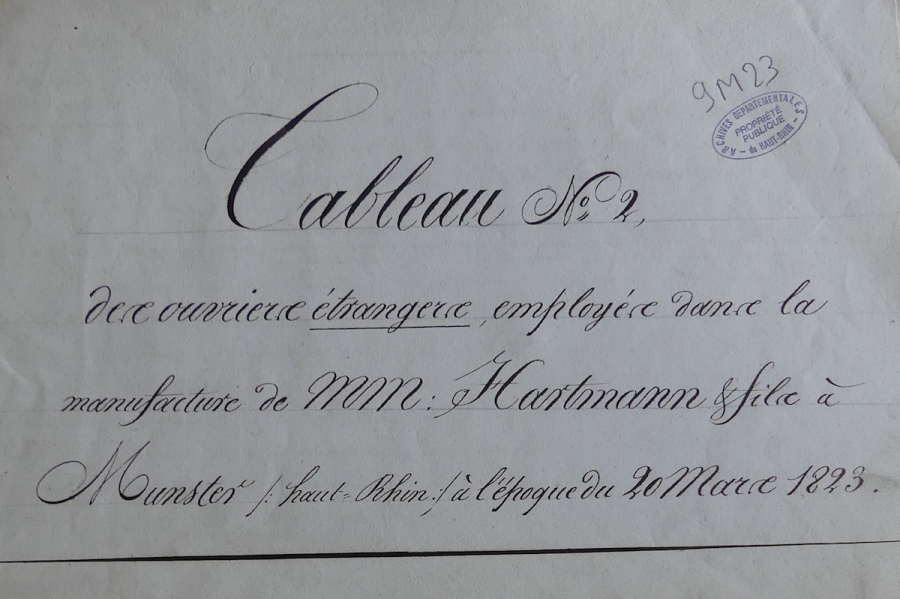 9M23
ARCHIVES DÉPARTEMENTALES
PROPRIÉTÉ
PUBLIQUE
— du HAUT-RHIN —
Tableau No. 2,
des ouvriers étrangers, employés dans la
manufacture de MM: Hartmann & fils à
Munster /: haut=Rhin :/ à l'époque du 20 Mars 1823.